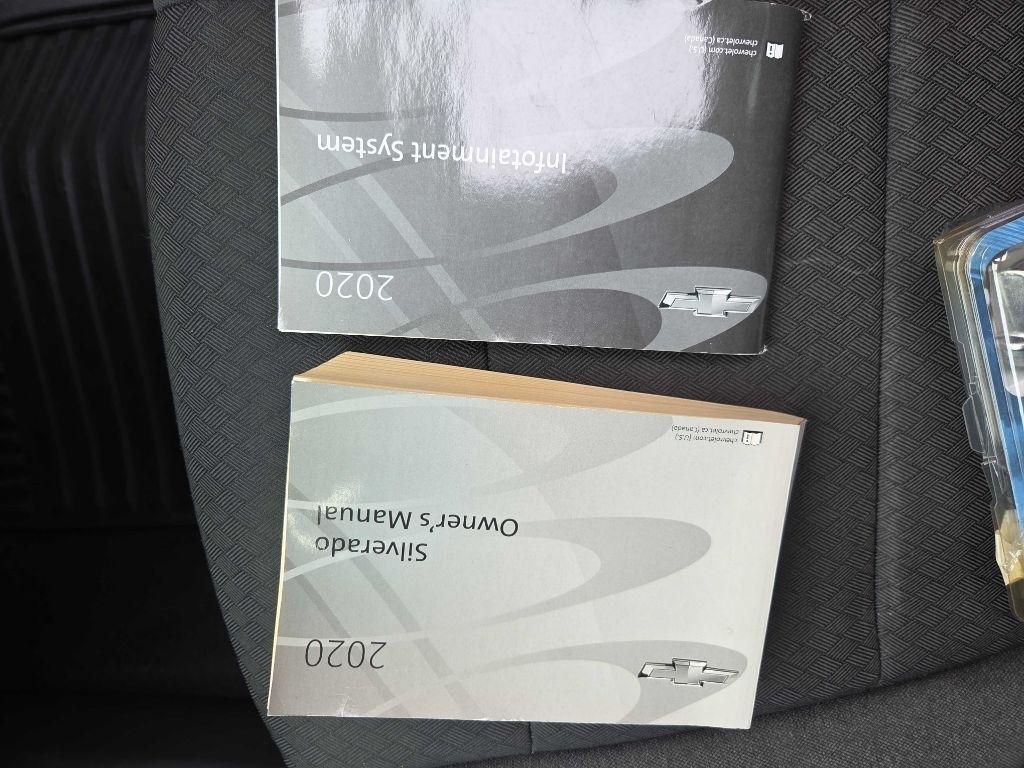 2020
Infotainment System
chevrolet.com (U.S.)
chevrolet.ca (Canada)
2020
Silverado
Owner's Manual
chevrolet.com (U.S.)
chevrolet.ca (Canada)